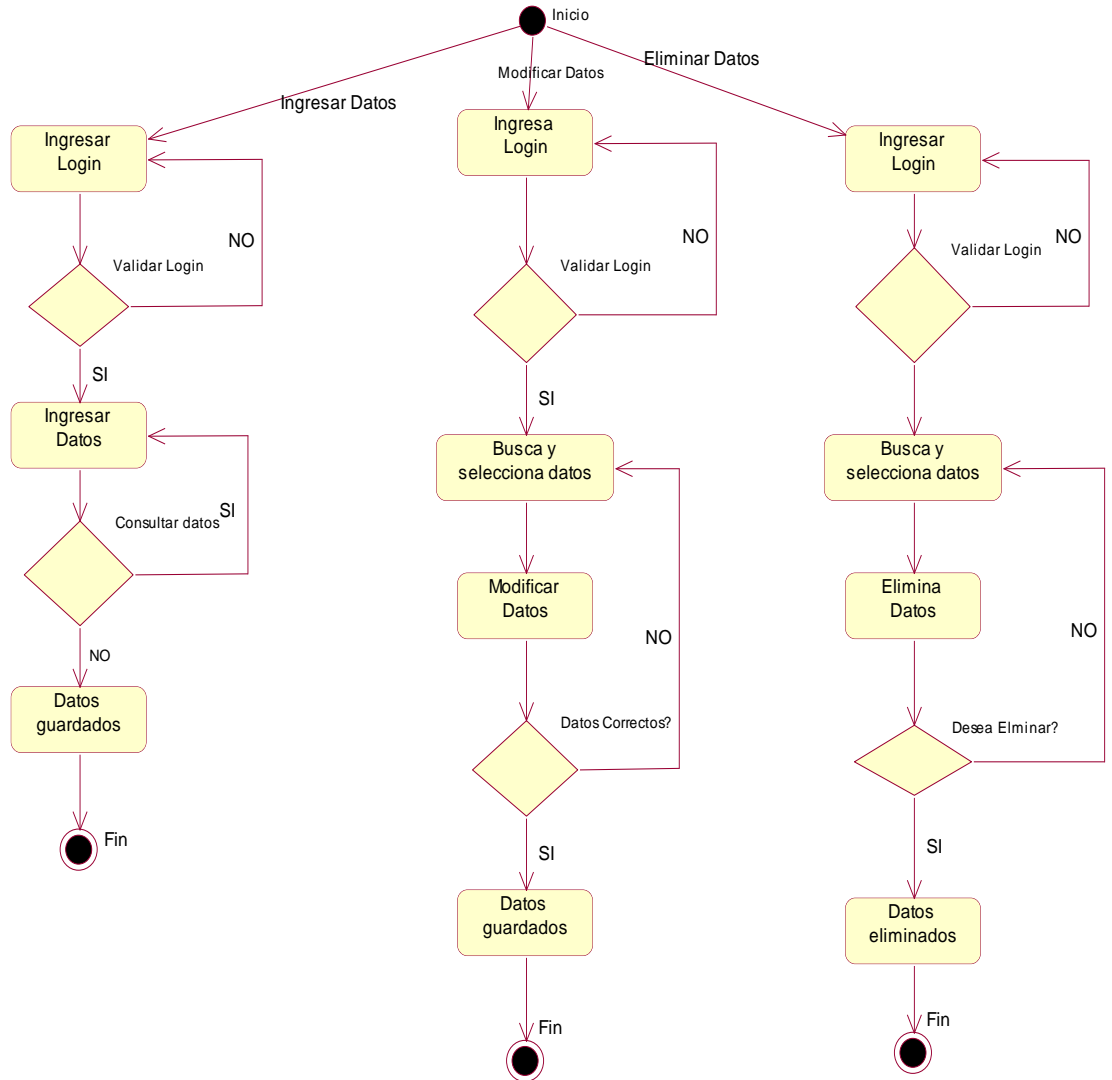 Inicio
Ingresar Datos
Modificar Datos
Eliminar Datos
Ingresar
Login
NO
Validar Login
SI
Ingresar
Datos
SI
Consultar datos
NO
Datos
guardados
Fin
Ingresa
Login
NO
Validar Login
SI
Busca y
selecciona datos
Modificar
Datos
NO
Datos Correctos?
SI
Datos
guardados
Fin
Ingresar
Login
NO
Validar Login
Busca y
selecciona datos
Elimina
Datos
NO
Desea Elminar?
SI
Datos
eliminados
Fin